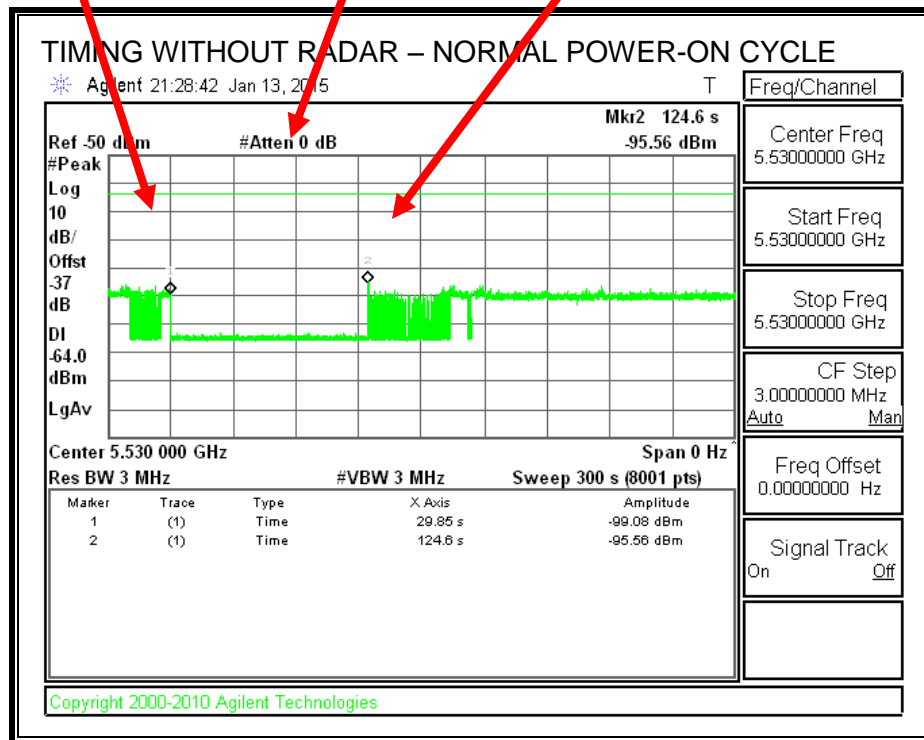 TIMING WITHOUT RADAR – NORMAL POWER-ON CYCLE
Agilent 21:28:42 Jan 13, 2015
T
Mkr2 124.6 s
Ref -50 dBm #Atten 0 dB -95.56 dBm
#Peak
Log
10
dB/
Offst
-37
dB
DI
-64.0
dBm
LgAv
1
2
Center 5.530 000 GHz Span 0 Hz
Res BW 3 MHz #VBW 3 MHz Sweep 300 s (8001 pts)
Marker Trace Type X Axis Amplitude
1 (1) Time 29.85 s -99.08 dBm
2 (1) Time 124.6 s -95.56 dBm
Freq/Channel
Center Freq
5.53000000 GHz
Start Freq
5.53000000 GHz
Stop Freq
5.53000000 GHz
CF Step
3.00000000 MHz
Auto Man
Freq Offset
0.00000000 Hz
Signal Track
On Off
Copyright 2000-2010 Agilent Technologies